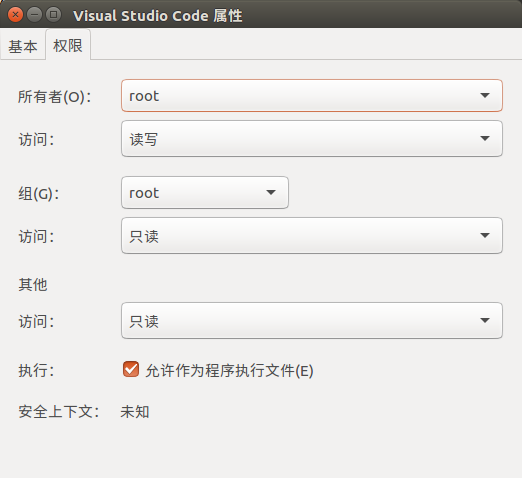 Visual Studio Code 属性
基本 权限
所有者(O)： root
访问： 读写
组(G)： root
访问： 只读
其他
访问： 只读
执行： 允许作为程序执行文件(E)
安全上下文： 未知